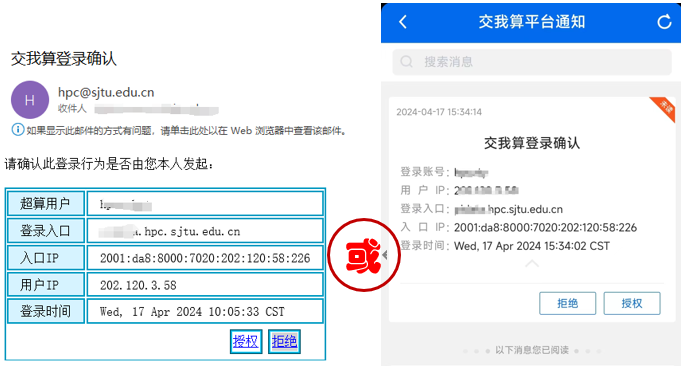 交我算登录确认
H
hpc@sjtu.edu.cn
收件人
如果显示此邮件的方式有问题，请单击此处以在 Web 浏览器中查看该邮件。
请确认此登录行为是否由您本人发起：
超算用户
登录入口 .hpc.sjtu.edu.cn
入口IP 2001:da8:8000:7020:202:120:58:226
用户IP 202.120.3.58
登录时间 Wed, 17 Apr 2024 10:05:33 CST
授权 拒绝
或
交我算平台通知
搜索消息
2024-04-17 15:34:14
未读
交我算登录确认
登录账号：
用 户 IP：
登录入口： .hpc.sjtu.edu.cn
入 口 IP：2001:da8:8000:7020:202:120:58:226
登录时间：Wed, 17 Apr 2024 15:34:02 CST
拒绝 授权
以下消息您已阅读